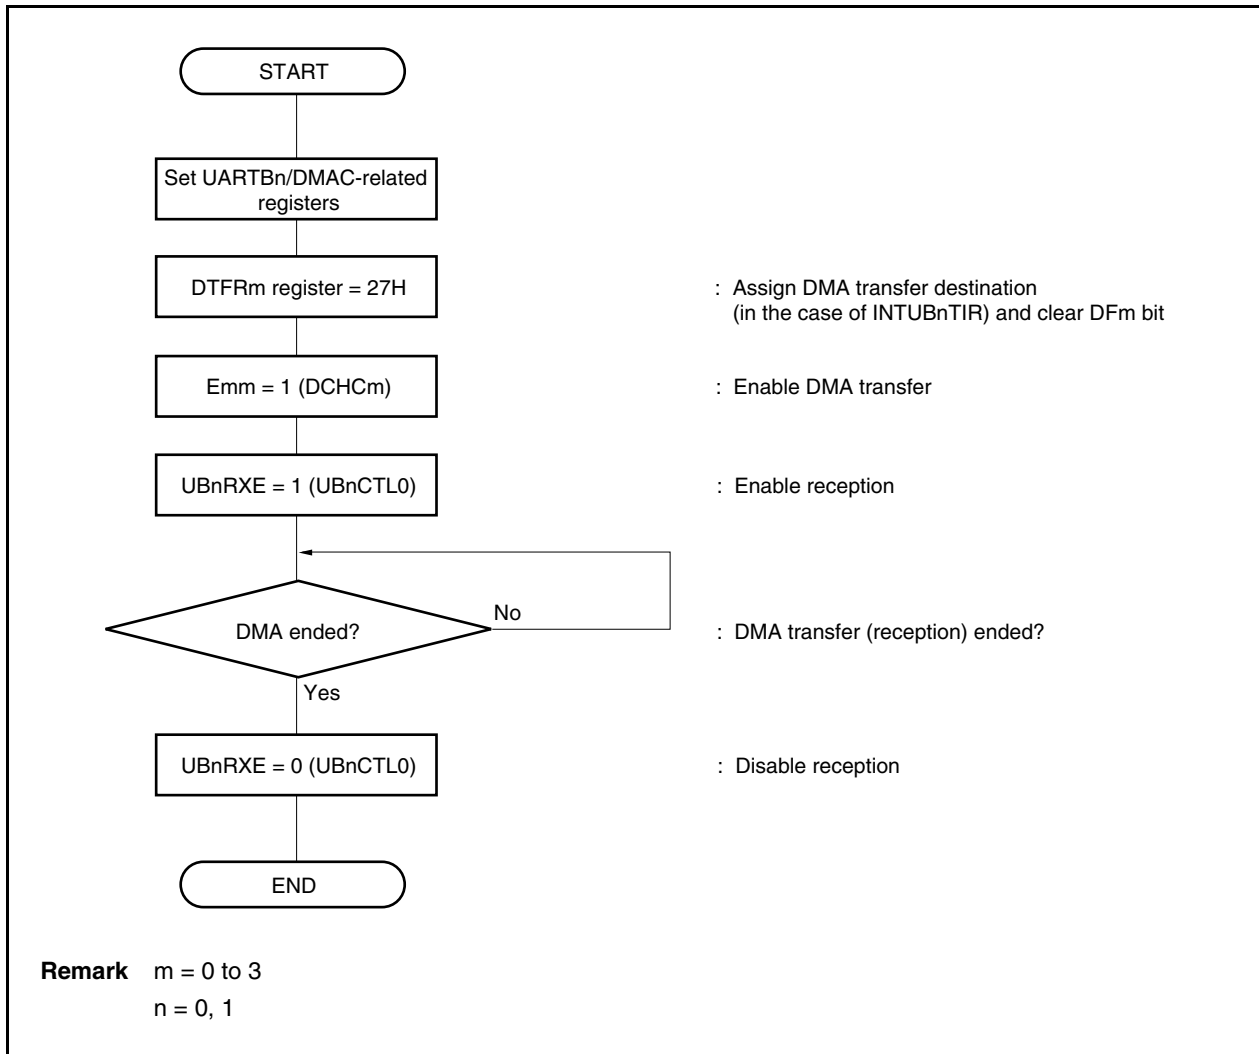 START
Set UARTBn/DMAC-related
registers
DTFRm register = 27H
: Assign DMA transfer destination
(in the case of INTUBnTIR) and clear DFm bit
Emm = 1 (DCHCm)
: Enable DMA transfer
UBnRXE = 1 (UBnCTL0)
: Enable reception
DMA ended?
No
: DMA transfer (reception) ended?
Yes
UBnRXE = 0 (UBnCTL0)
: Disable reception
END
Remark m = 0 to 3
n = 0, 1